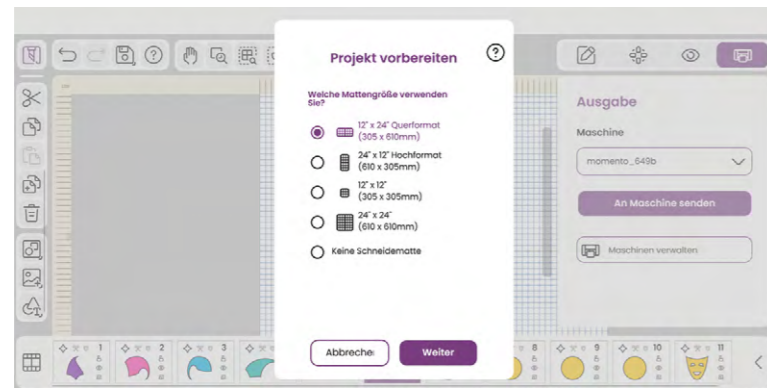 Projekt vorbereiten
Welche Mattengröße verwenden
Sie?
12" x 24" Querformat
(305 x 610mm)
24" x 12" Hochformat
(610 x 305mm)
12" x 12"
(305 x 305mm)
24" x 24"
(610 x 610mm)
Keine Schneidematte
Abbreche
Weiter
Ausgabe
Maschine
momento_649b
An Maschine senden
Maschinen verwalten
1
2
3
8
9
10
11